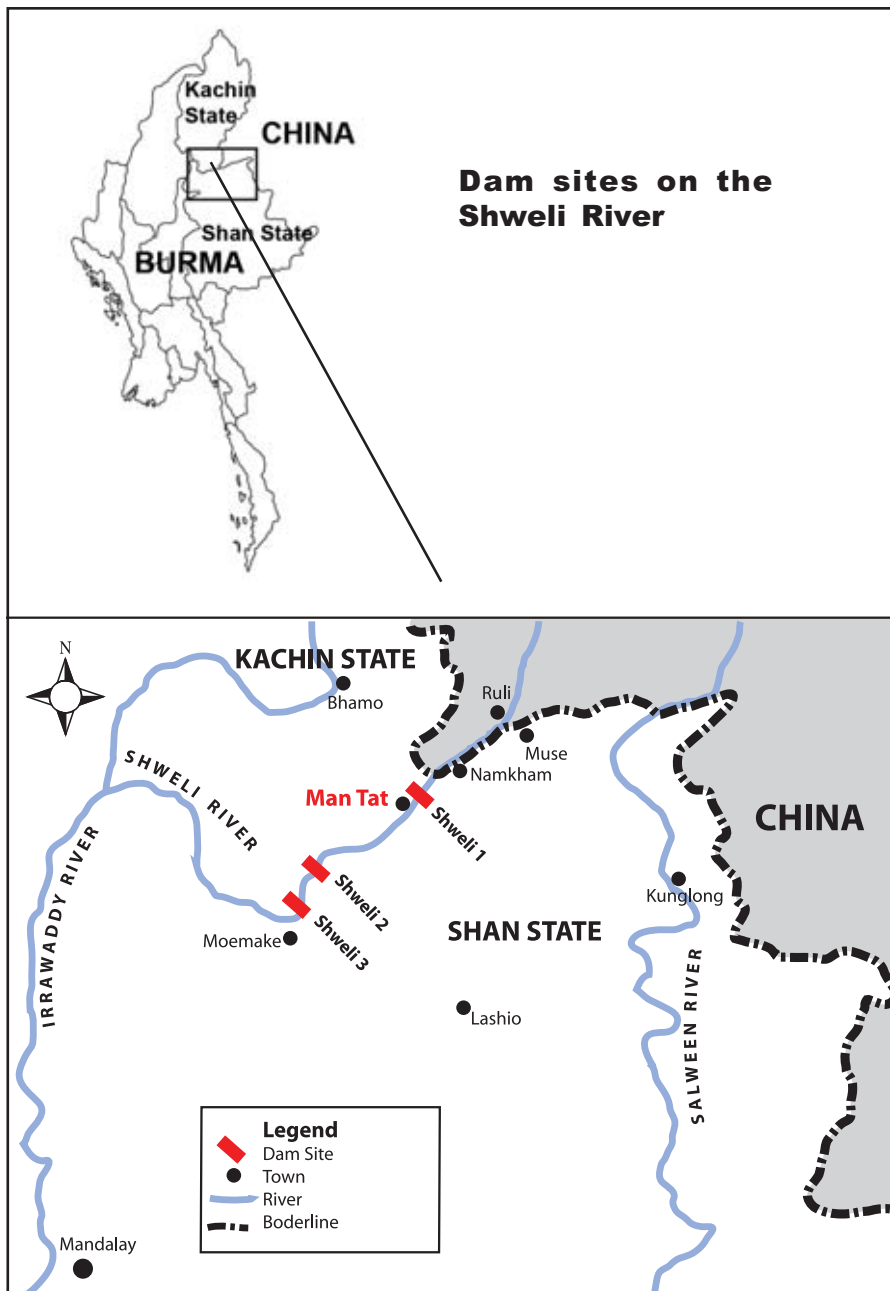 Kachin
State
CHINA
Shan State
BURMA
Dam sites on the
Shweli River
N
KACHIN STATE
Bhamo
Ruli
Muse
Namkham
SHWELI RIVER
Man Tat
Shweli 1
CHINA
IRRAWADDY RIVER
Shweli 2
Kunglong
Shweli 3
SHAN STATE
Moemake
SALWEEN RIVER
Lashio
Legend
Dam Site
Town
River
Boderline
Mandalay